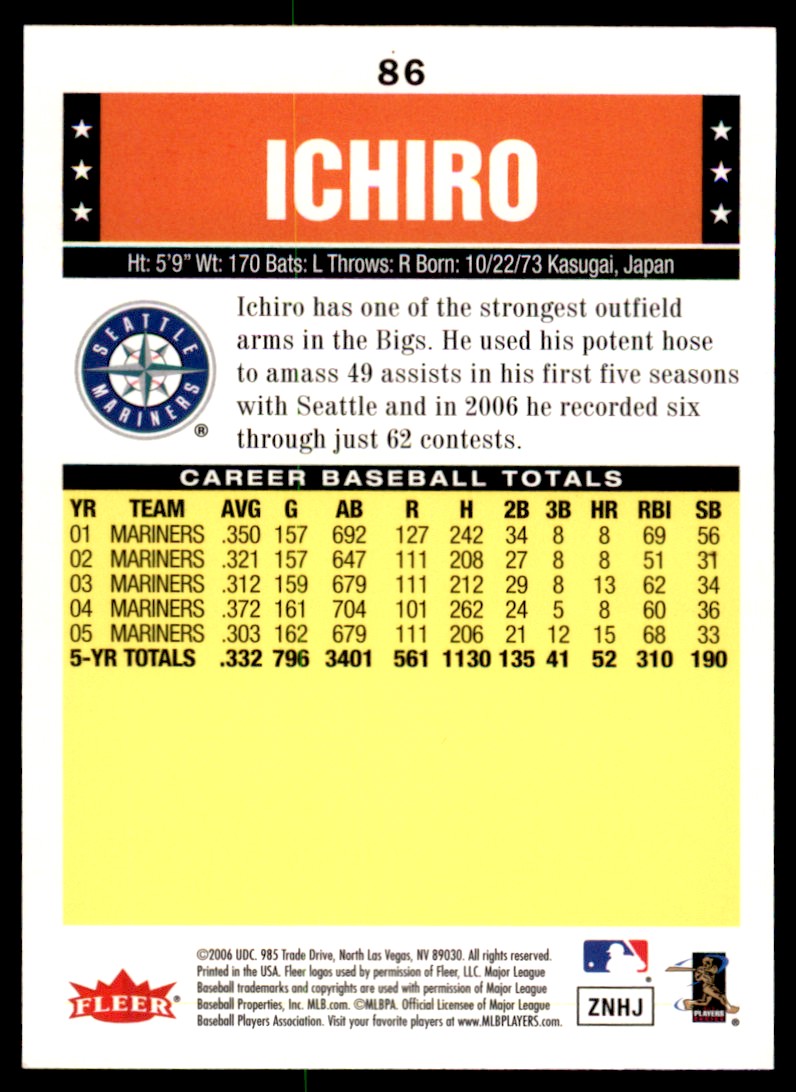 86
ICHIRO
Ht: 5'9" Wt: 170 Bats: L Throws: R Born: 10/22/73 Kasugai, Japan
SEATTLE MARINERS
®
Ichiro has one of the strongest outfield
arms in the Bigs. He used his potent hose
to amass 49 assists in his first five seasons
with Seattle and in 2006 he recorded six
through just 62 contests.
CAREER BASEBALL TOTALS
YR TEAM AVG G AB R H 2B 3B HR RBI SB
01 MARINERS .350 157 692 127 242 34 8 8 69 56
02 MARINERS .321 157 647 111 208 27 8 8 51 31
03 MARINERS .312 159 679 111 212 29 8 13 62 34
04 MARINERS .372 161 704 101 262 24 5 8 60 36
05 MARINERS .303 162 679 111 206 21 12 15 68 33
5-YR TOTALS .332 796 3401 561 1130 135 41 52 310 190
©2006 UDC. 985 Trade Drive, North Las Vegas, NV 89030. All rights reserved.
Printed in the USA. Fleer logos used by permission of Fleer, LLC. Major League
Baseball trademarks and copyrights are used with permission of Major League
Baseball Properties, Inc. MLB.com. ©MLBPA. Official Licensee of Major League
Baseball Players Association. Visit your favorite players at www.MLBPLAYERS.com.
FLEER®
ZNHJ
PLAYERS
CHOICE
®